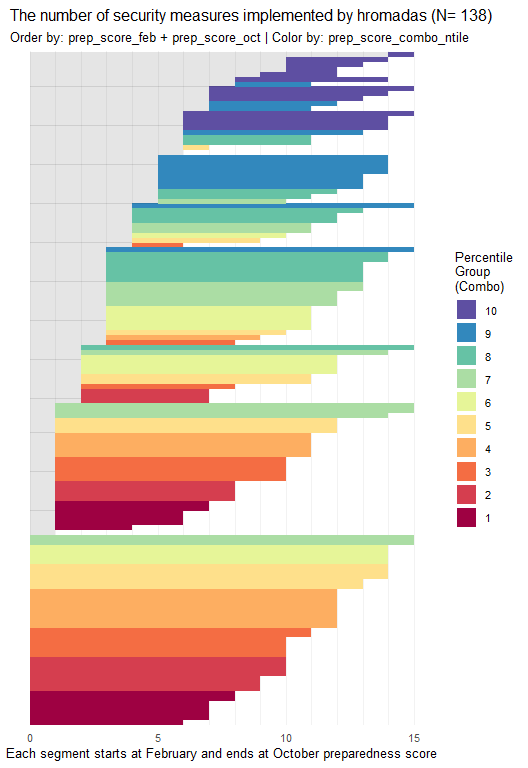 The number of security measures implemented by hromadas (N= 138)
Order by: prep_score_feb + prep_score_oct | Color by: prep_score_combo_ntile
Percentile
Group
(Combo)
10
9
8
7
6
5
4
3
2
1
0 5 10 15
Each segment starts at February and ends at October preparedness score